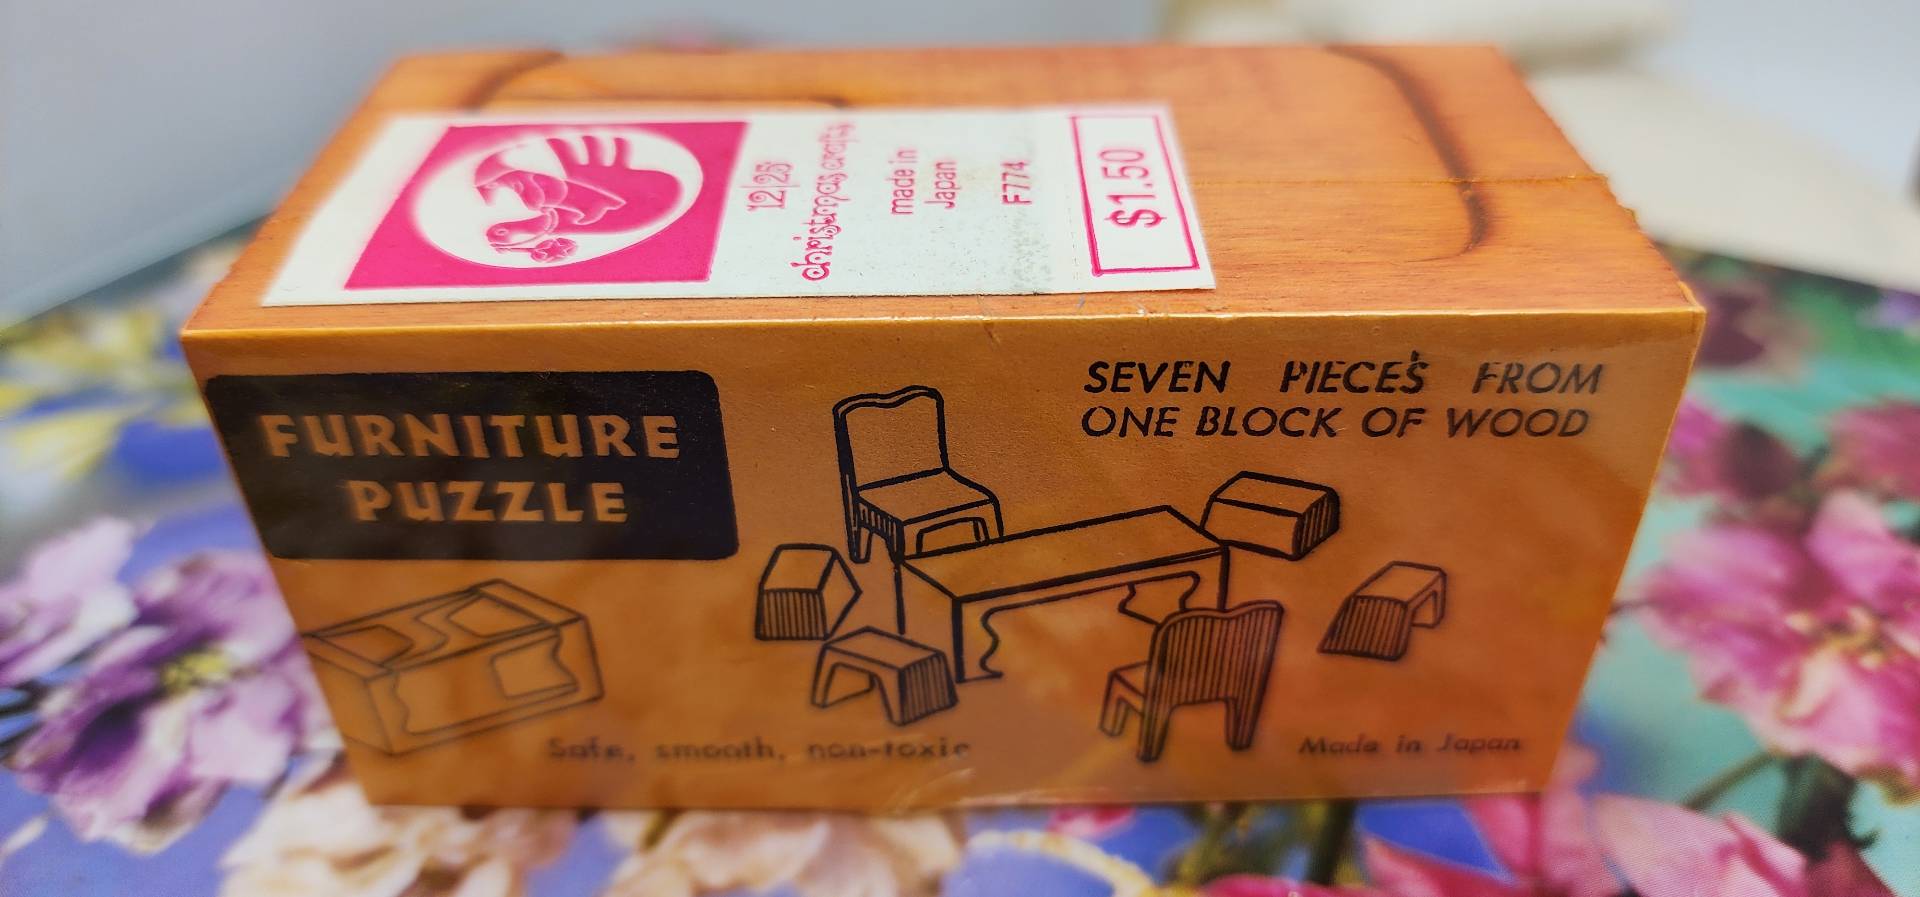 12/25
christmas crafts
made in
Japan
F774
$1.50
FURNITURE
PUZZLE
SEVEN PIECES FROM
ONE BLOCK OF WOOD
Safe, smooth, non-toxic
Made in Japan